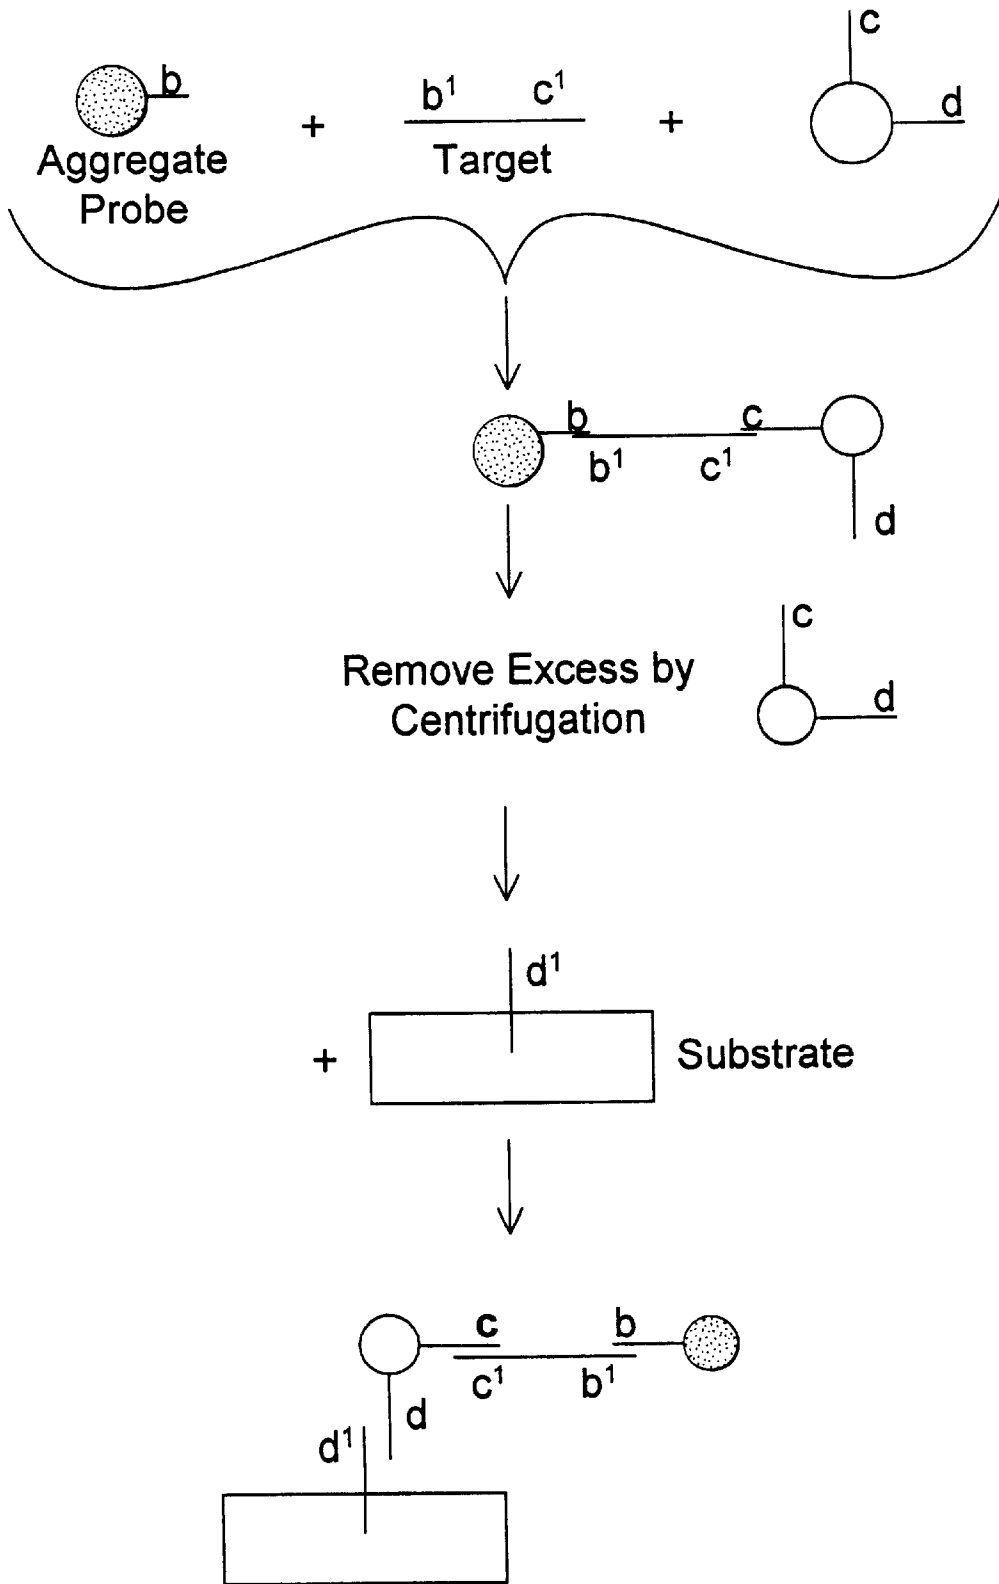 c
b
b¹ c¹
d
+
+
Aggregate
Probe
Target
b
c
b¹ c¹
d
Remove Excess by
Centrifugation
c
d
d¹
+
Substrate
c
b
c¹ b¹
d
d¹